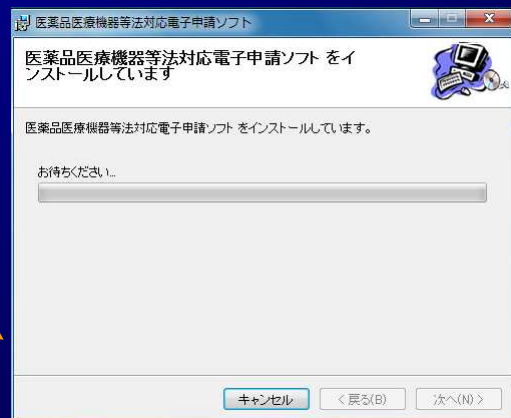 医薬品医療機器等法対応電子申請ソフト
医薬品医療機器等法対応電子申請ソフト をイ
ンストールしています
医薬品医療機器等法対応電子申請ソフト をインストールしています。
お待ちください...
キャンセル
< 戻る(B)
次へ(N) >